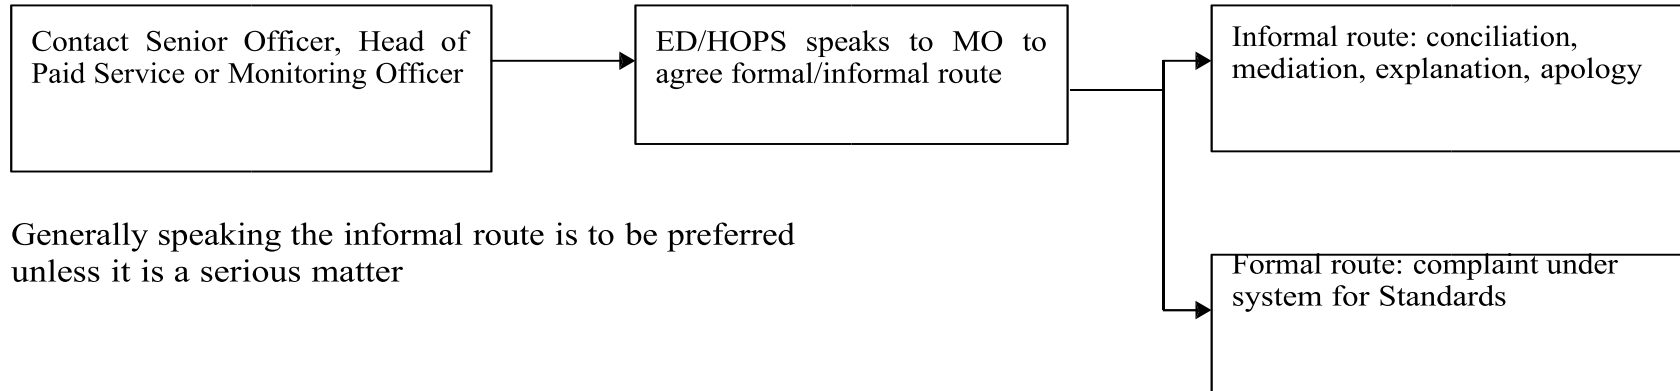 Contact Senior Officer, Head of
Paid Service or Monitoring Officer
ED/HOPS speaks to MO to
agree formal/informal route
Informal route: conciliation,
mediation, explanation, apology
Generally speaking the informal route is to be preferred
unless it is a serious matter
Formal route: complaint under
system for Standards